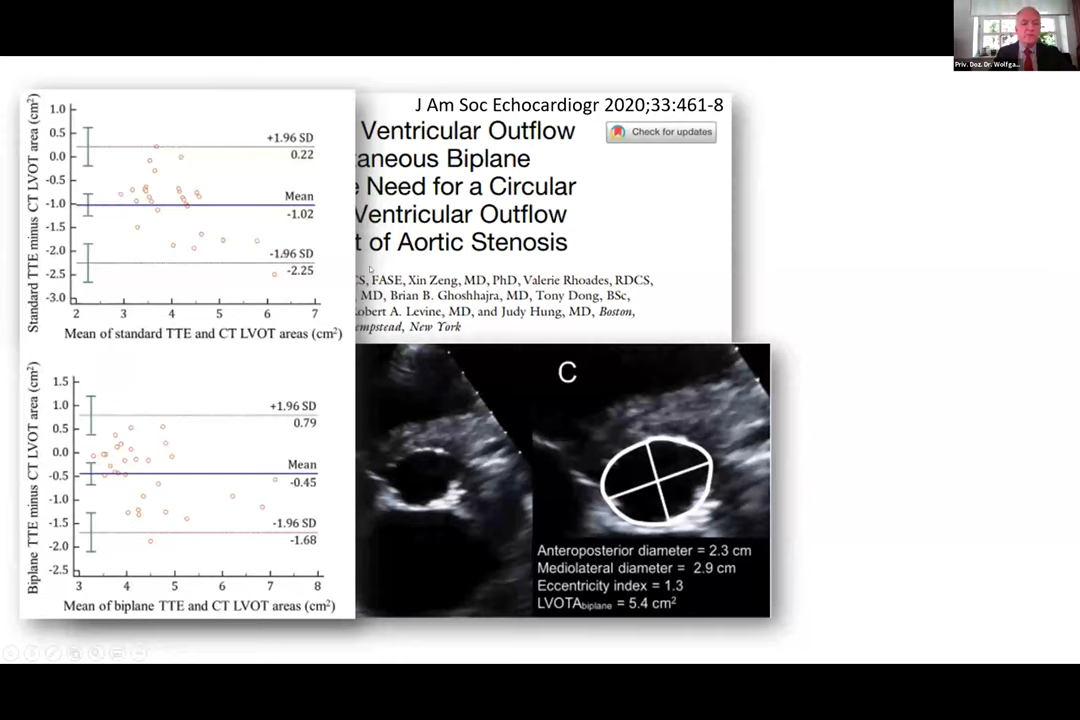 Priv. Doz. Dr. Wolfga...
J Am Soc Echocardiogr 2020;33:461-8
Ventricular Outflow
Check for updates
aneous Biplane
Need for a Circular
Ventricular Outflow
t of Aortic Stenosis
CS, FASE, Xin Zeng, MD, PhD, Valerie Rhoades, RDCS,
MD, Brian B. Ghoshhajra, MD, Tony Dong, BSc,
obert A. Levine, MD, and Judy Hung, MD, Boston,
empstead, New York
Standard TTE minus CT LVOT area (cm²)
1.0
0.5
0.0
-0.5
-1.0
-1.5
-2.0
-2.5
-3.0
+1.96 SD
0.22
Mean
-1.02
-1.96 SD
-2.25
2 3 4 5 6 7
Mean of standard TTE and CT LVOT areas (cm²)
Biplane TTE minus CT LVOT area (cm²)
1.5
1.0
0.5
0.0
-0.5
-1.0
-1.5
-2.0
-2.5
+1.96 SD
0.79
Mean
-0.45
-1.96 SD
-1.68
3 4 5 6 7 8
Mean of biplane TTE and CT LVOT areas (cm²)
C
Anteroposterior diameter = 2.3 cm
Mediolateral diameter = 2.9 cm
Eccentricity index = 1.3
LVOTAbiplane = 5.4 cm²